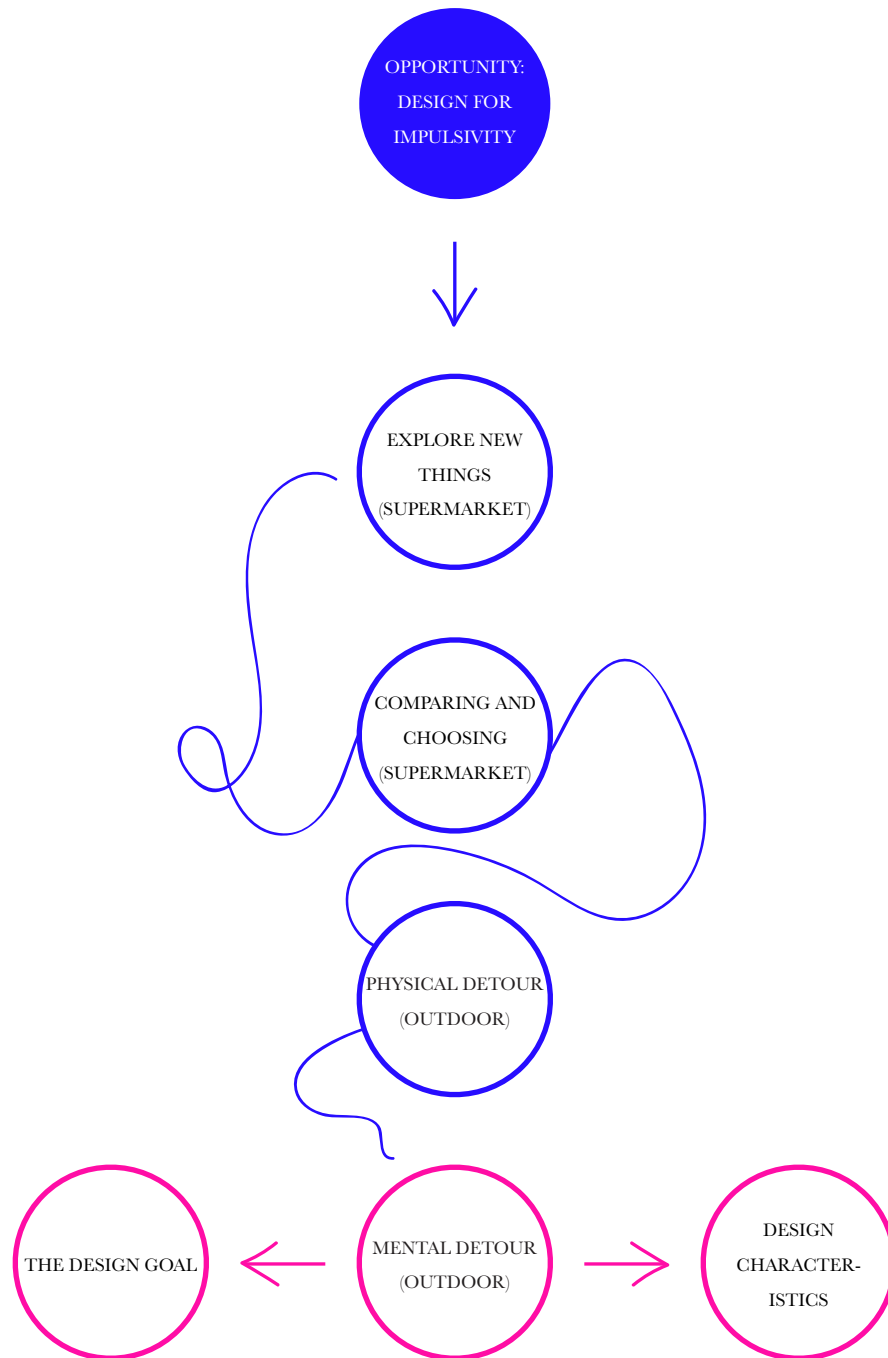 OPPORTUNITY:
DESIGN FOR
IMPULSIVITY
EXPLORE NEW
THINGS
(SUPERMARKET)
COMPARING AND
CHOOSING
(SUPERMARKET)
PHYSICAL DETOUR
(OUTDOOR)
THE DESIGN GOAL
MENTAL DETOUR
(OUTDOOR)
DESIGN
CHARACTER-
ISTICS